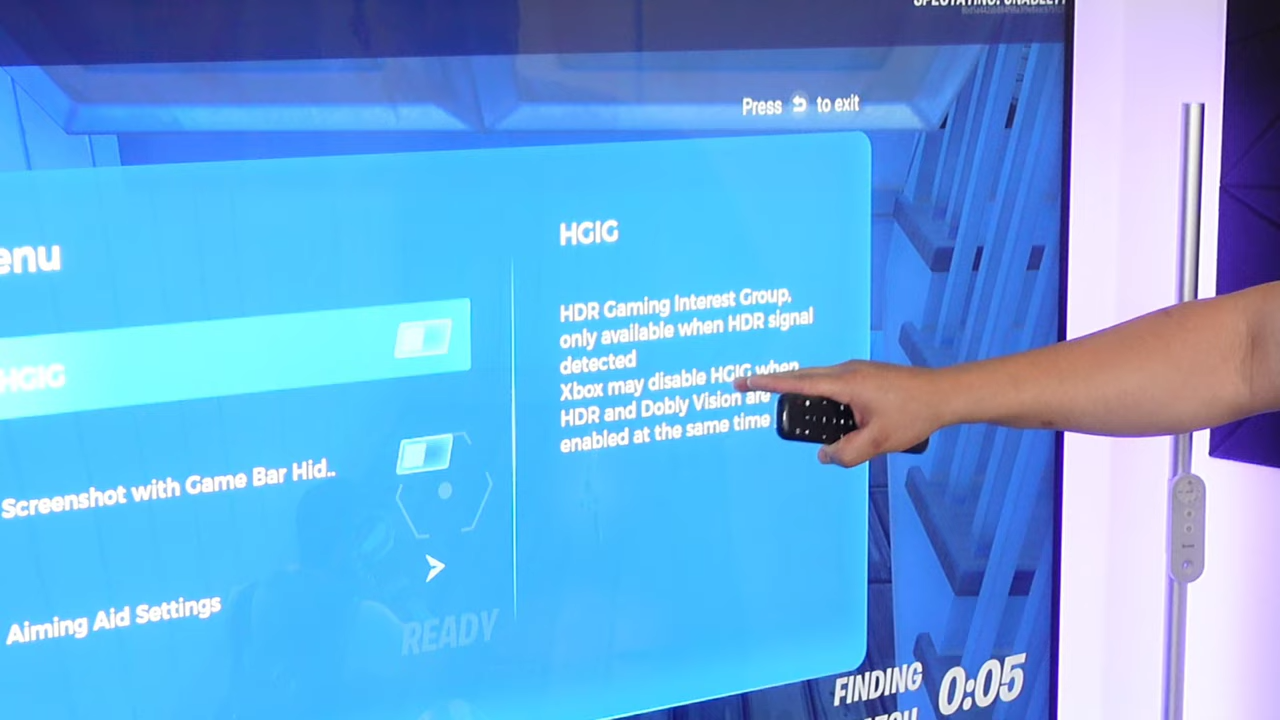 Press to exit
enu
HGIG
HGIG
HDR Gaming Interest Group,
only available when HDR signal
detected
Xbox may disable HGIG when
HDR and Dobly Vision are
enabled at the same time
Screenshot with Game Bar Hid..
Aiming Aid Settings
READY
FINDING
0:05